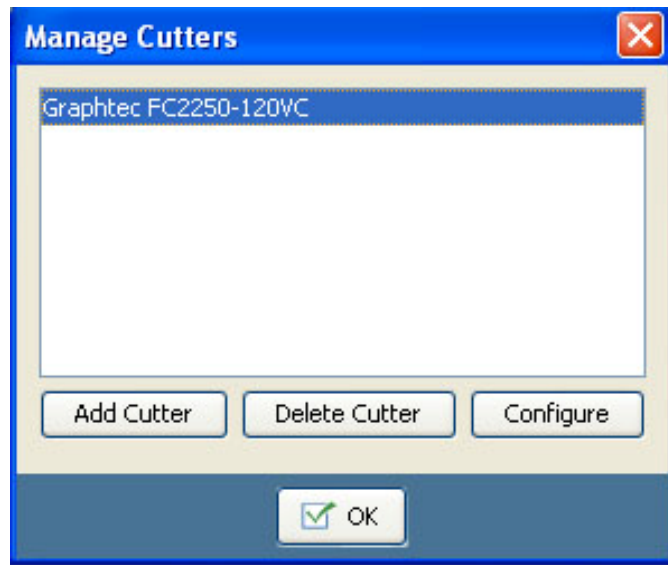 Manage Cutters
Graphtec FC2250-120VC
Add Cutter Delete Cutter Configure
OK